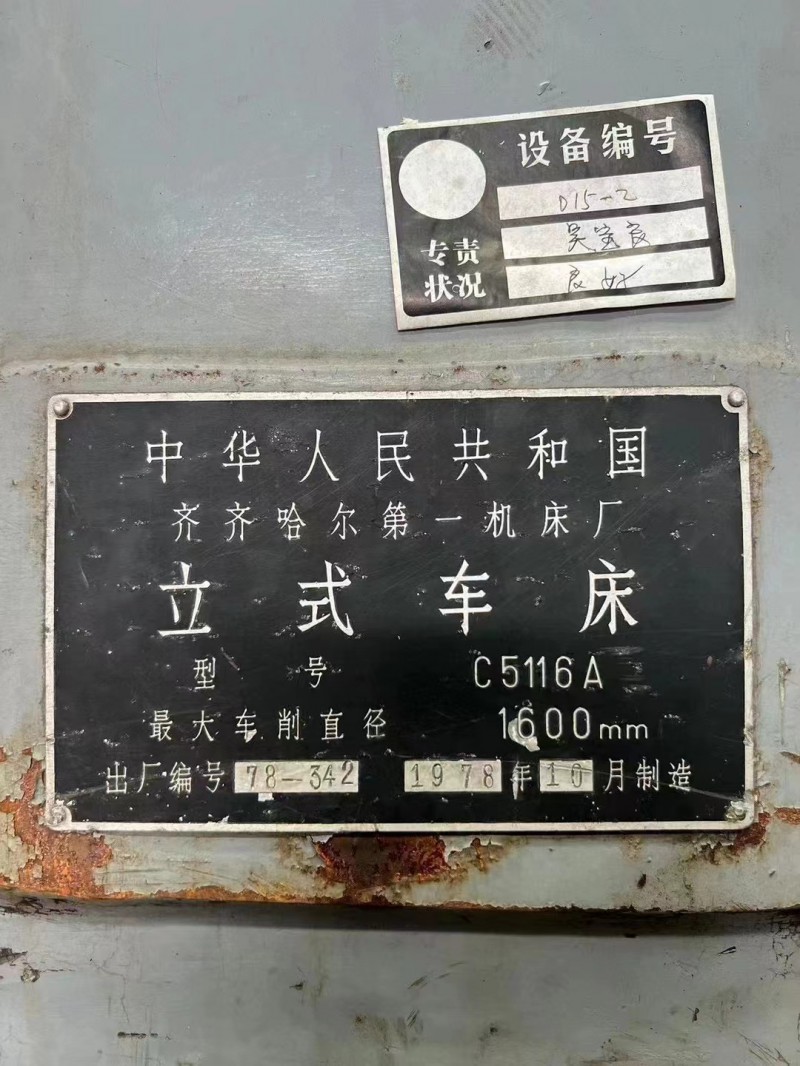 设备编号
D15-2
专责 吴宝良
状况 良好
中华人民共和国
齐齐哈尔第一机床厂
立式车床
型号 C5116A
最大车削直径 1600mm
出厂编号 78-342 1978年10月制造